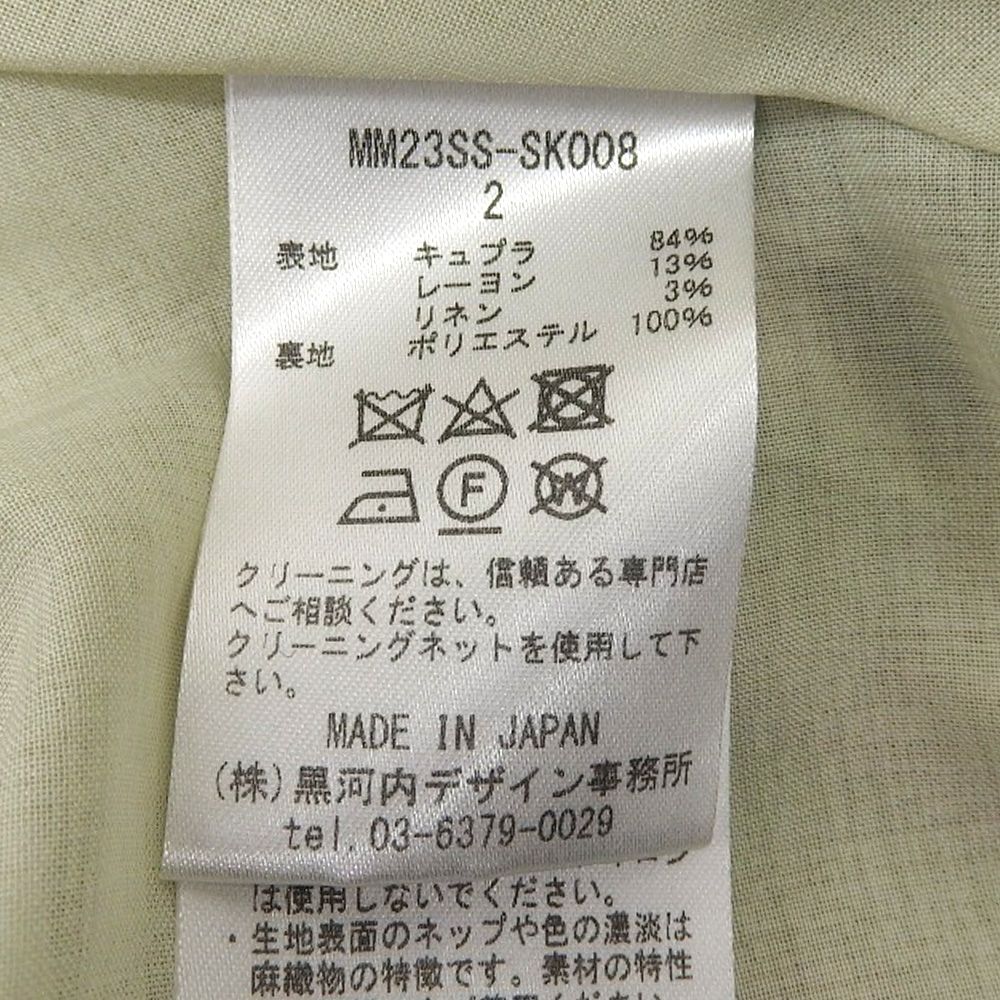 MM23SS-SK008
2
表地 キュプラ 84%
レーヨン 13%
リネン 3%
裏地 ポリエステル 100%
F
W
クリーニングは、信頼ある専門店
へご相談ください。
クリーニングネットを使用して下
さい。
MADE IN JAPAN
(株)黒河内デザイン事務所
tel.03-6379-0029
は使用しないでください。
・生地表面のネップや色の濃淡は
麻織物の特徴です。素材の特性